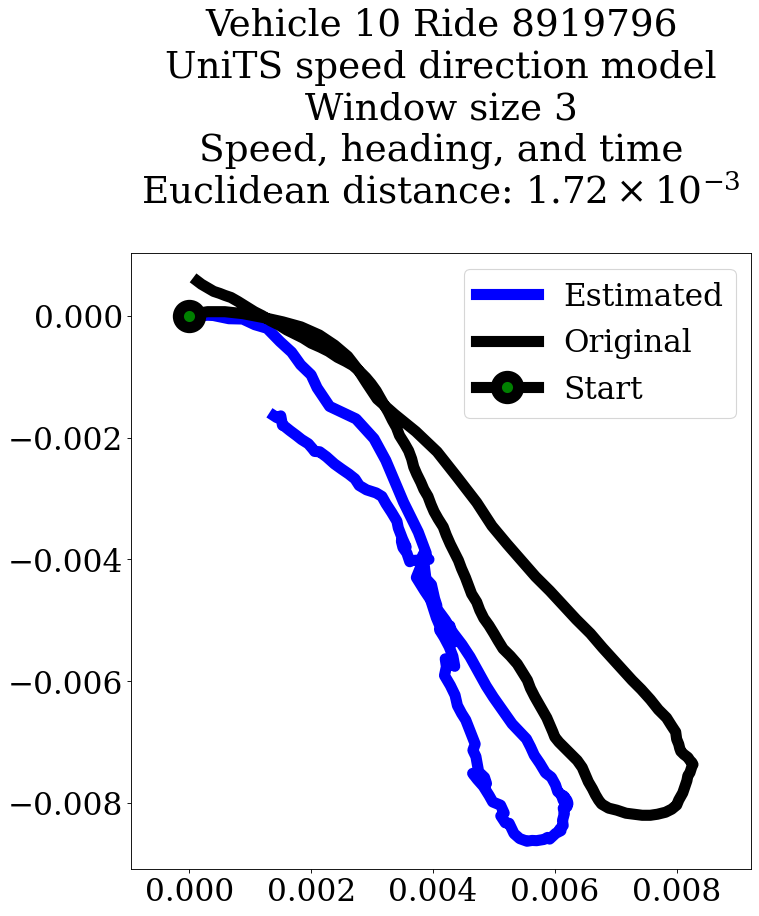 Vehicle 10 Ride 8919796
UniTS speed direction model
Window size 3
Speed, heading, and time
Euclidean distance: 1.72 × 10⁻³
Estimated
Original
Start
0.000
−0.002
−0.004
−0.006
−0.008
0.000 0.002 0.004 0.006 0.008